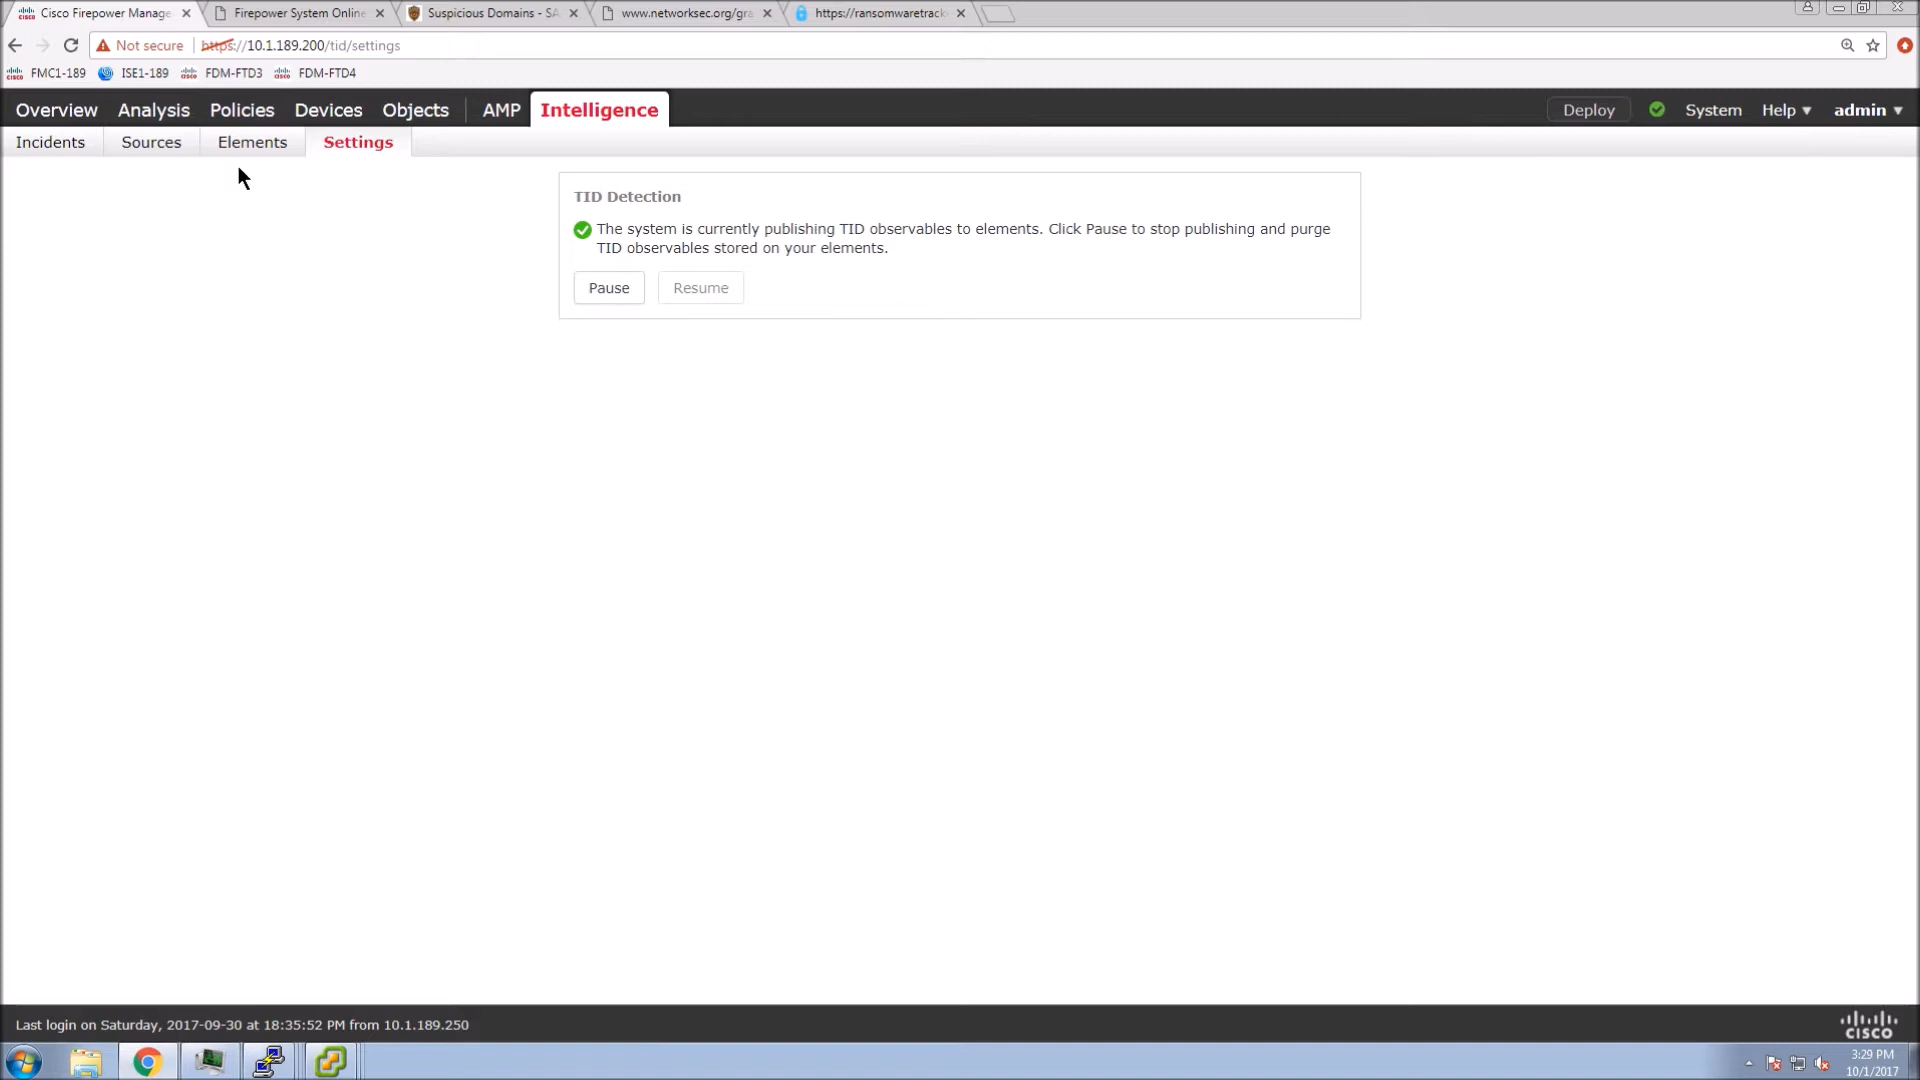 Cisco Firepower Manage
Firepower System Online
Suspicious Domains - SA
www.networksec.org/gra
https://ransomwaretrack
Not secure
https://10.1.189.200/tid/settings
FMC1-189
ISE1-189
FDM-FTD3
FDM-FTD4
Overview
Analysis
Policies
Devices
Objects
AMP
Intelligence
Deploy
System
Help
admin
Incidents
Sources
Elements
Settings
TID Detection
The system is currently publishing TID observables to elements. Click Pause to stop publishing and purge
TID observables stored on your elements.
Pause
Resume
Last login on Saturday, 2017-09-30 at 18:35:52 PM from 10.1.189.250
CISCO
3:29 PM
10/1/2017